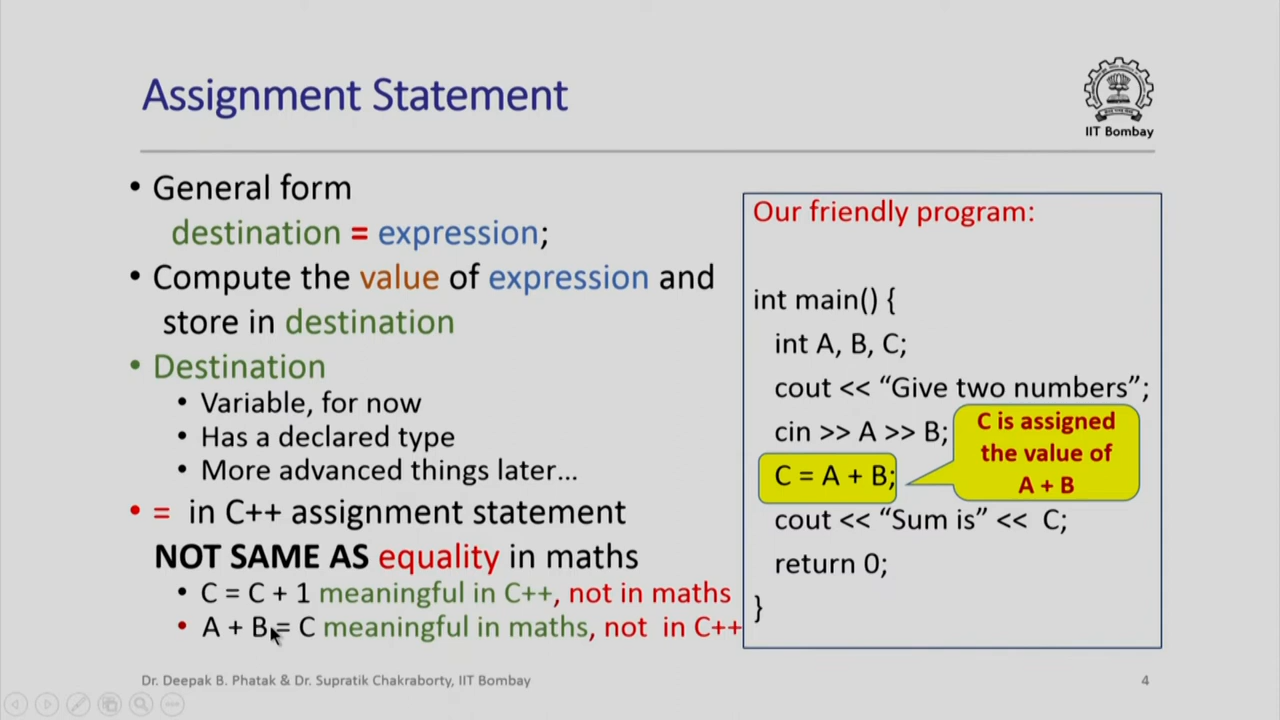 Assignment Statement
IIT Bombay
• General form
destination = expression;
• Compute the value of expression and
store in destination
• Destination
• Variable, for now
• Has a declared type
• More advanced things later...
• = in C++ assignment statement
NOT SAME AS equality in maths
• C = C + 1 meaningful in C++, not in maths
• A + B = C meaningful in maths, not in C++
Our friendly program:
int main() {
int A, B, C;
cout << “Give two numbers”;
cin >> A >> B;
C = A + B;
cout << “Sum is” << C;
return 0;
}
C is assigned
the value of
A + B
Dr. Deepak B. Phatak & Dr. Supratik Chakraborty, IIT Bombay
4